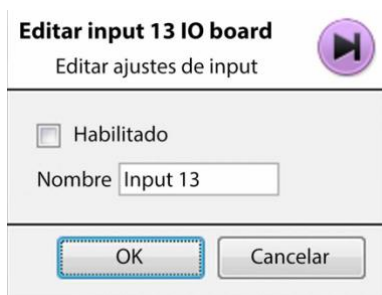 Editar input 13 IO board
Editar ajustes de input
Habilitado
Nombre Input 13
OK Cancelar